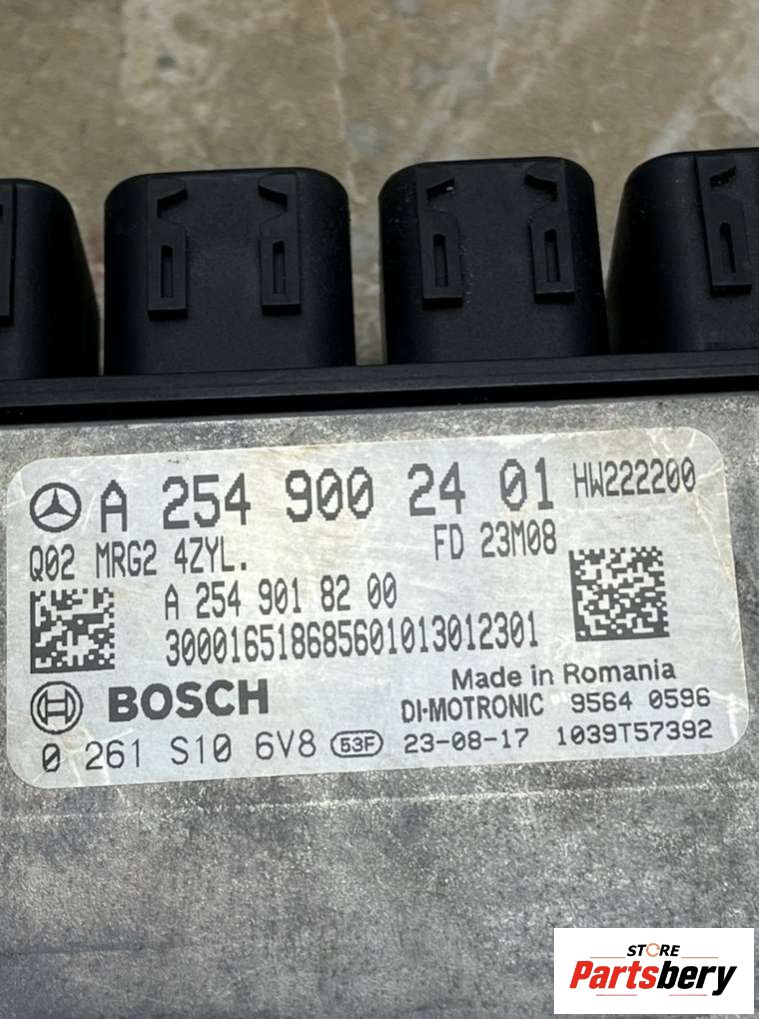 A 254 900 24 01 HW222200
Q02 MRG2 4ZYL. FD 23M08
A 254 901 82 00
300016518685601013012301
Made in Romania
BOSCH DI-MOTRONIC 9564 0596
0 261 S10 6V8 53F 23-08-17 1039T57392
STORE
Partsbery